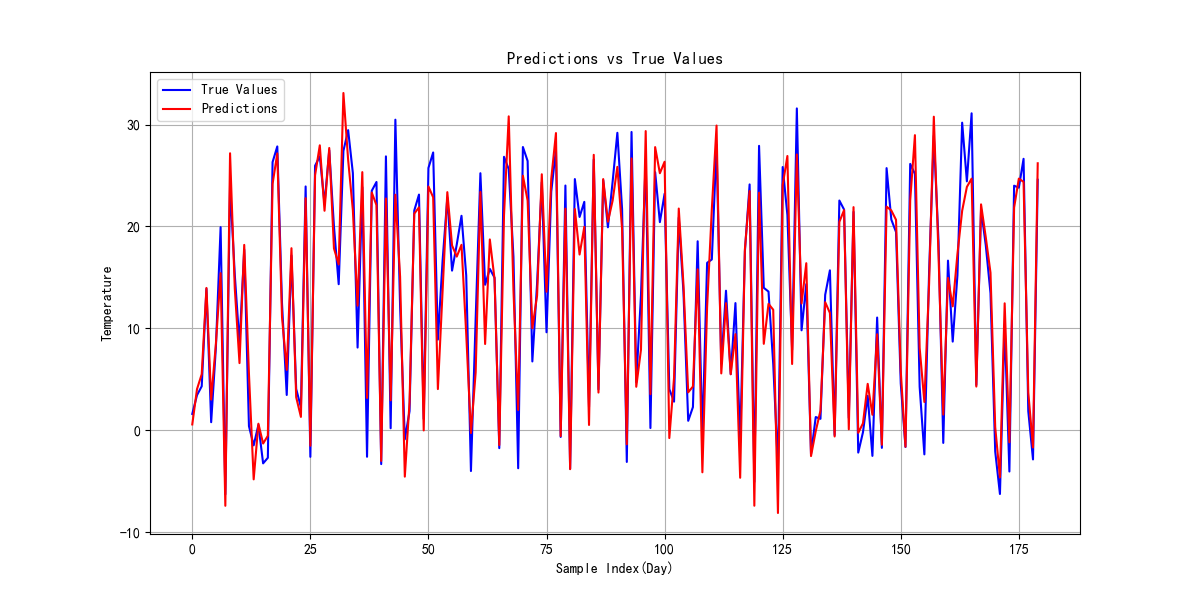 Predictions vs True Values
True Values
Predictions
30
20
10
0
−10
Temperature
0 25 50 75 100 125 150 175
Sample Index(Day)